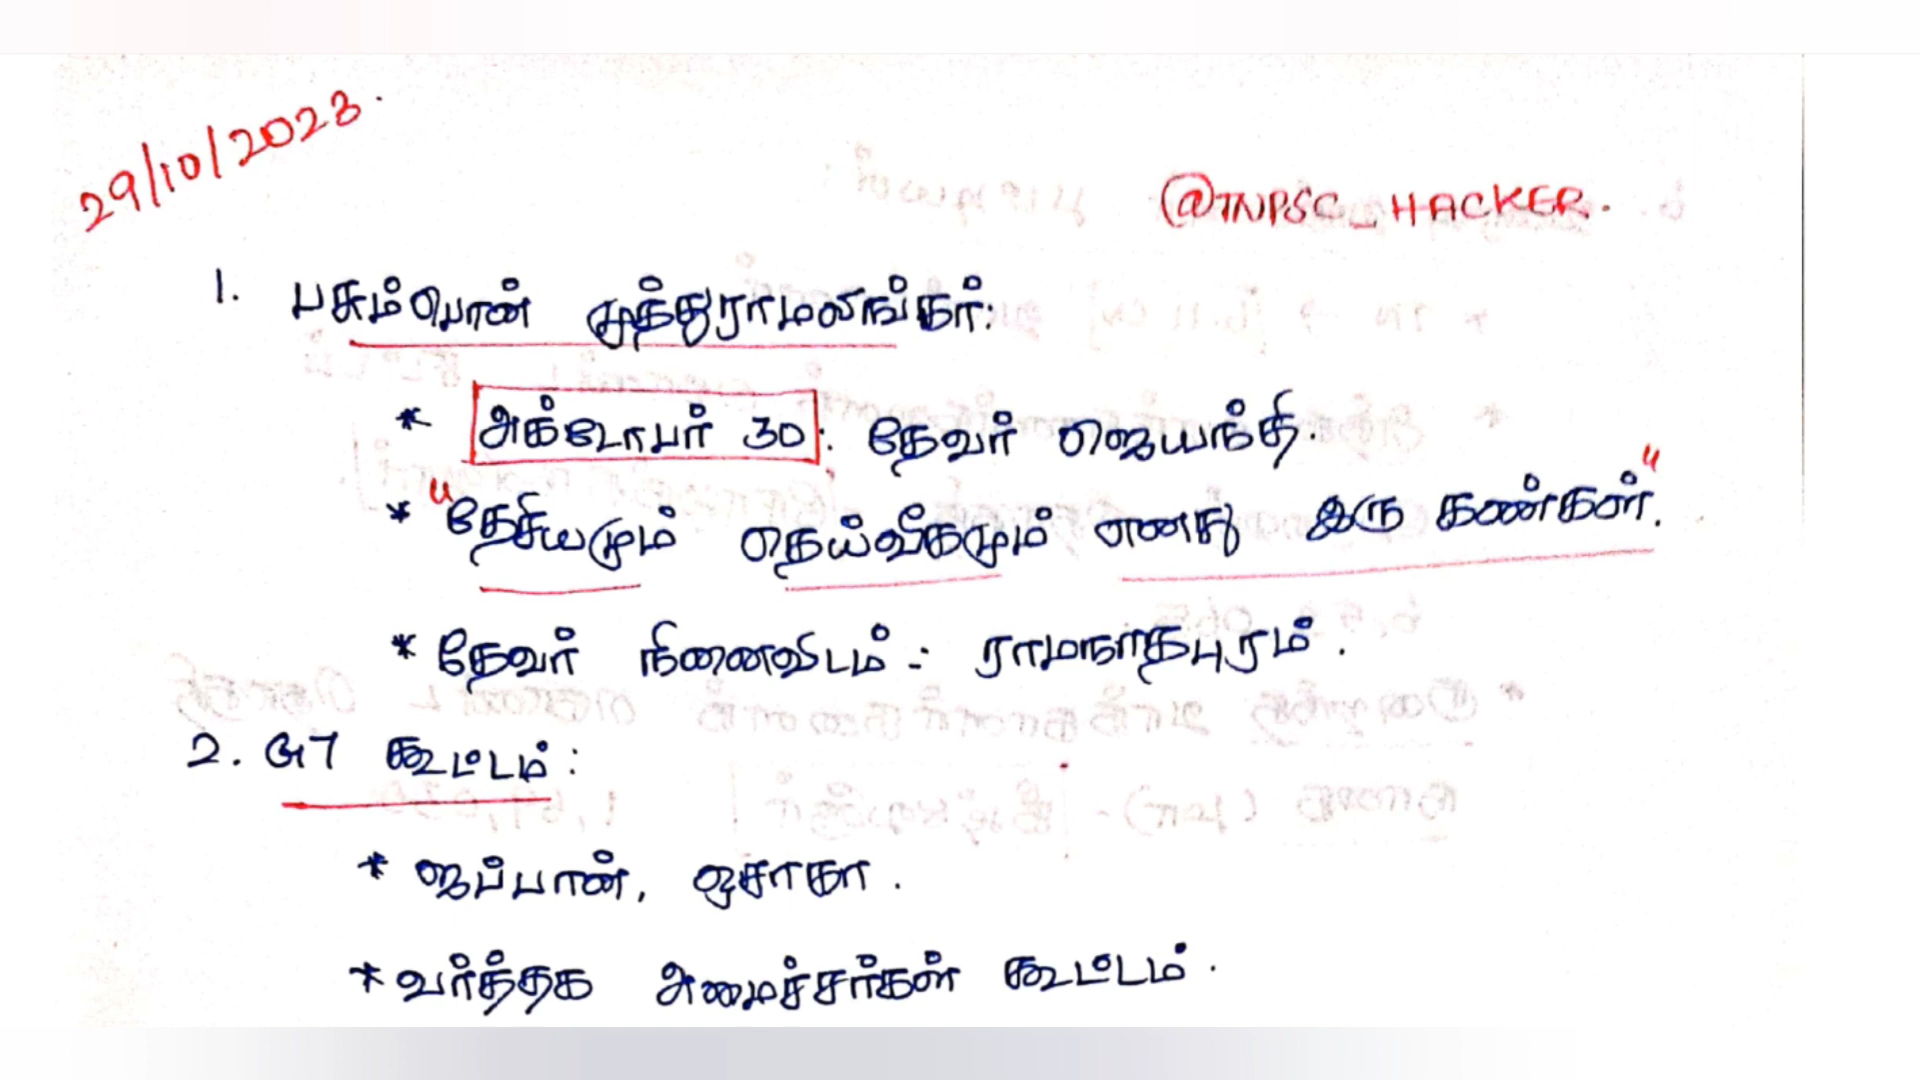 29/10/2023.
@TNPSC_HACKER.
1. பசும்பொன் முத்துராமலிங்கர்:
* அக்டோபர் 30: தேவர் ஜெயந்தி.
* "தேசியமும் தெய்வீகமும் எனது இரு கண்கள்".
* தேவர் நினைவிடம் :- ராமநாதபுரம்.
2. G7 கூட்டம்:
* ஜப்பான், ஒசாகா.
* வர்த்தக அமைச்சர்கள் கூட்டம்.